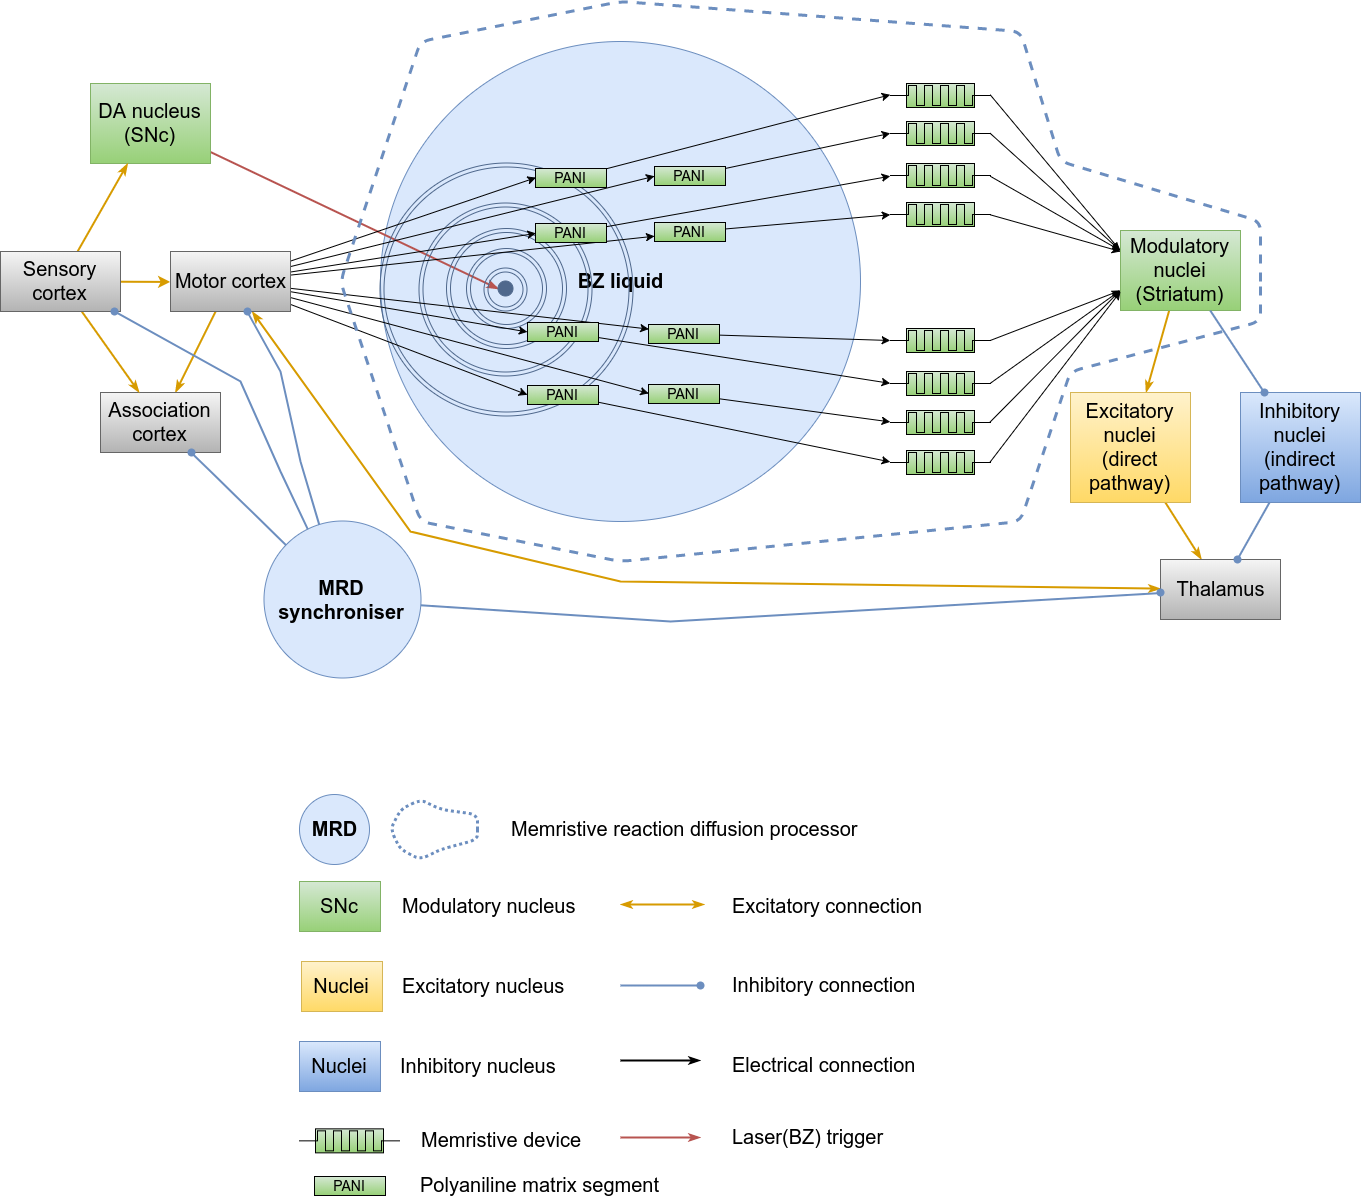 DA nucleus
(SNc)
PANI
PANI
PANI
PANI
Sensory
cortex
Motor cortex
BZ liquid
Modulatory
nuclei
(Striatum)
PANI
PANI
PANI
PANI
Association
cortex
Excitatory
nuclei
(direct
pathway)
Inhibitory
nuclei
(indirect
pathway)
MRD
synchroniser
Thalamus
MRD
Memristive reaction diffusion processor
SNc
Modulatory nucleus
Excitatory connection
Nuclei
Excitatory nucleus
Inhibitory connection
Nuclei
Inhibitory nucleus
Electrical connection
Memristive device
Laser(BZ) trigger
PANI
Polyaniline matrix segment